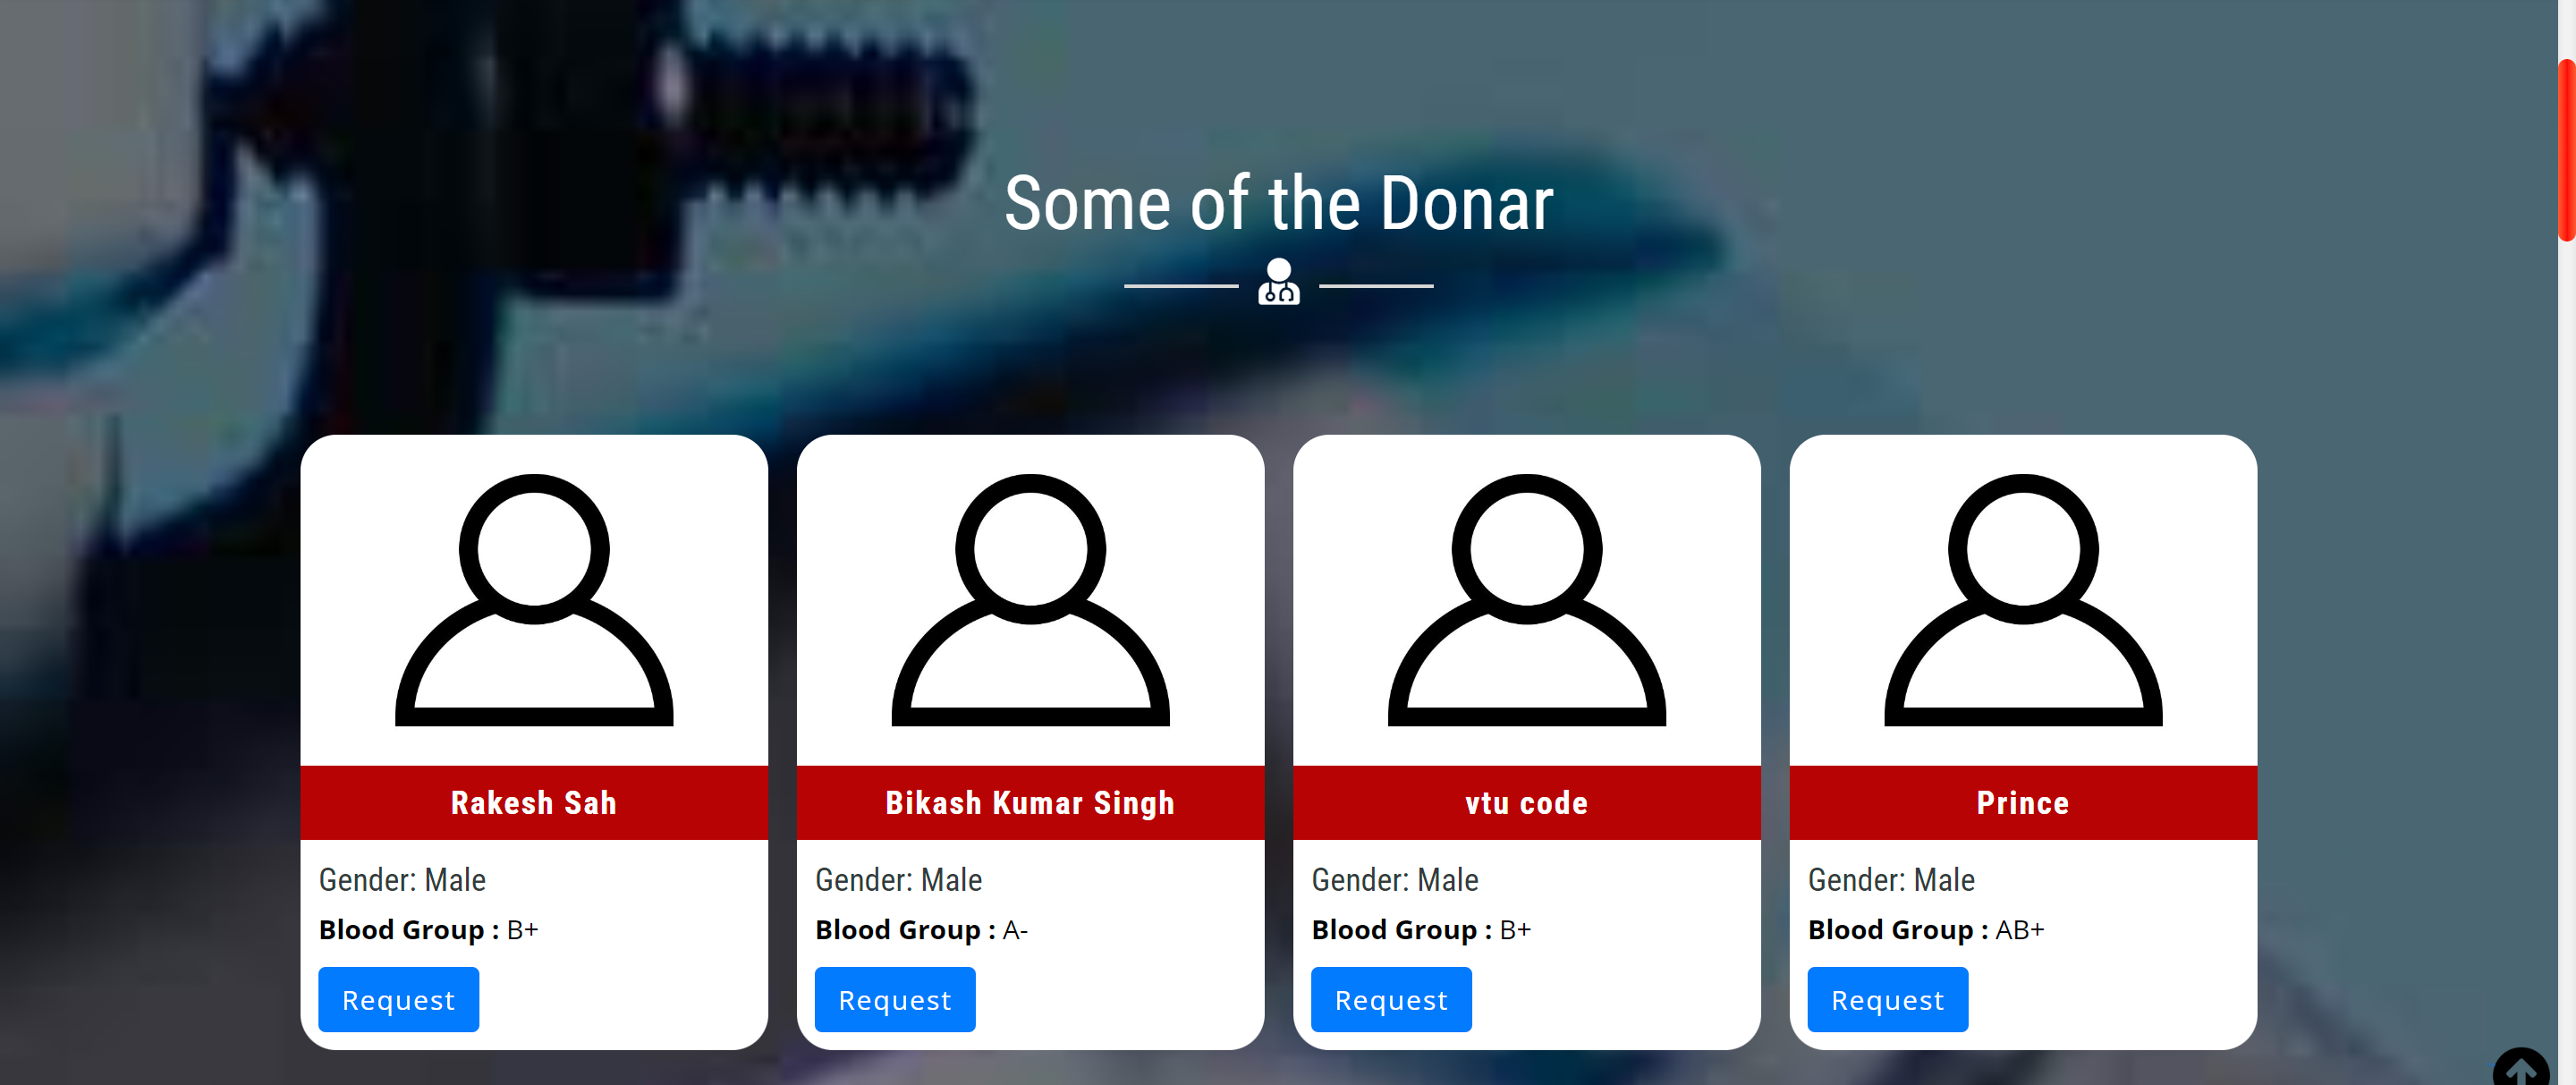 Some of the Donar
Rakesh Sah
Gender: Male
Blood Group : B+
Request
Bikash Kumar Singh
Gender: Male
Blood Group : A-
Request
vtu code
Gender: Male
Blood Group : B+
Request
Prince
Gender: Male
Blood Group : AB+
Request